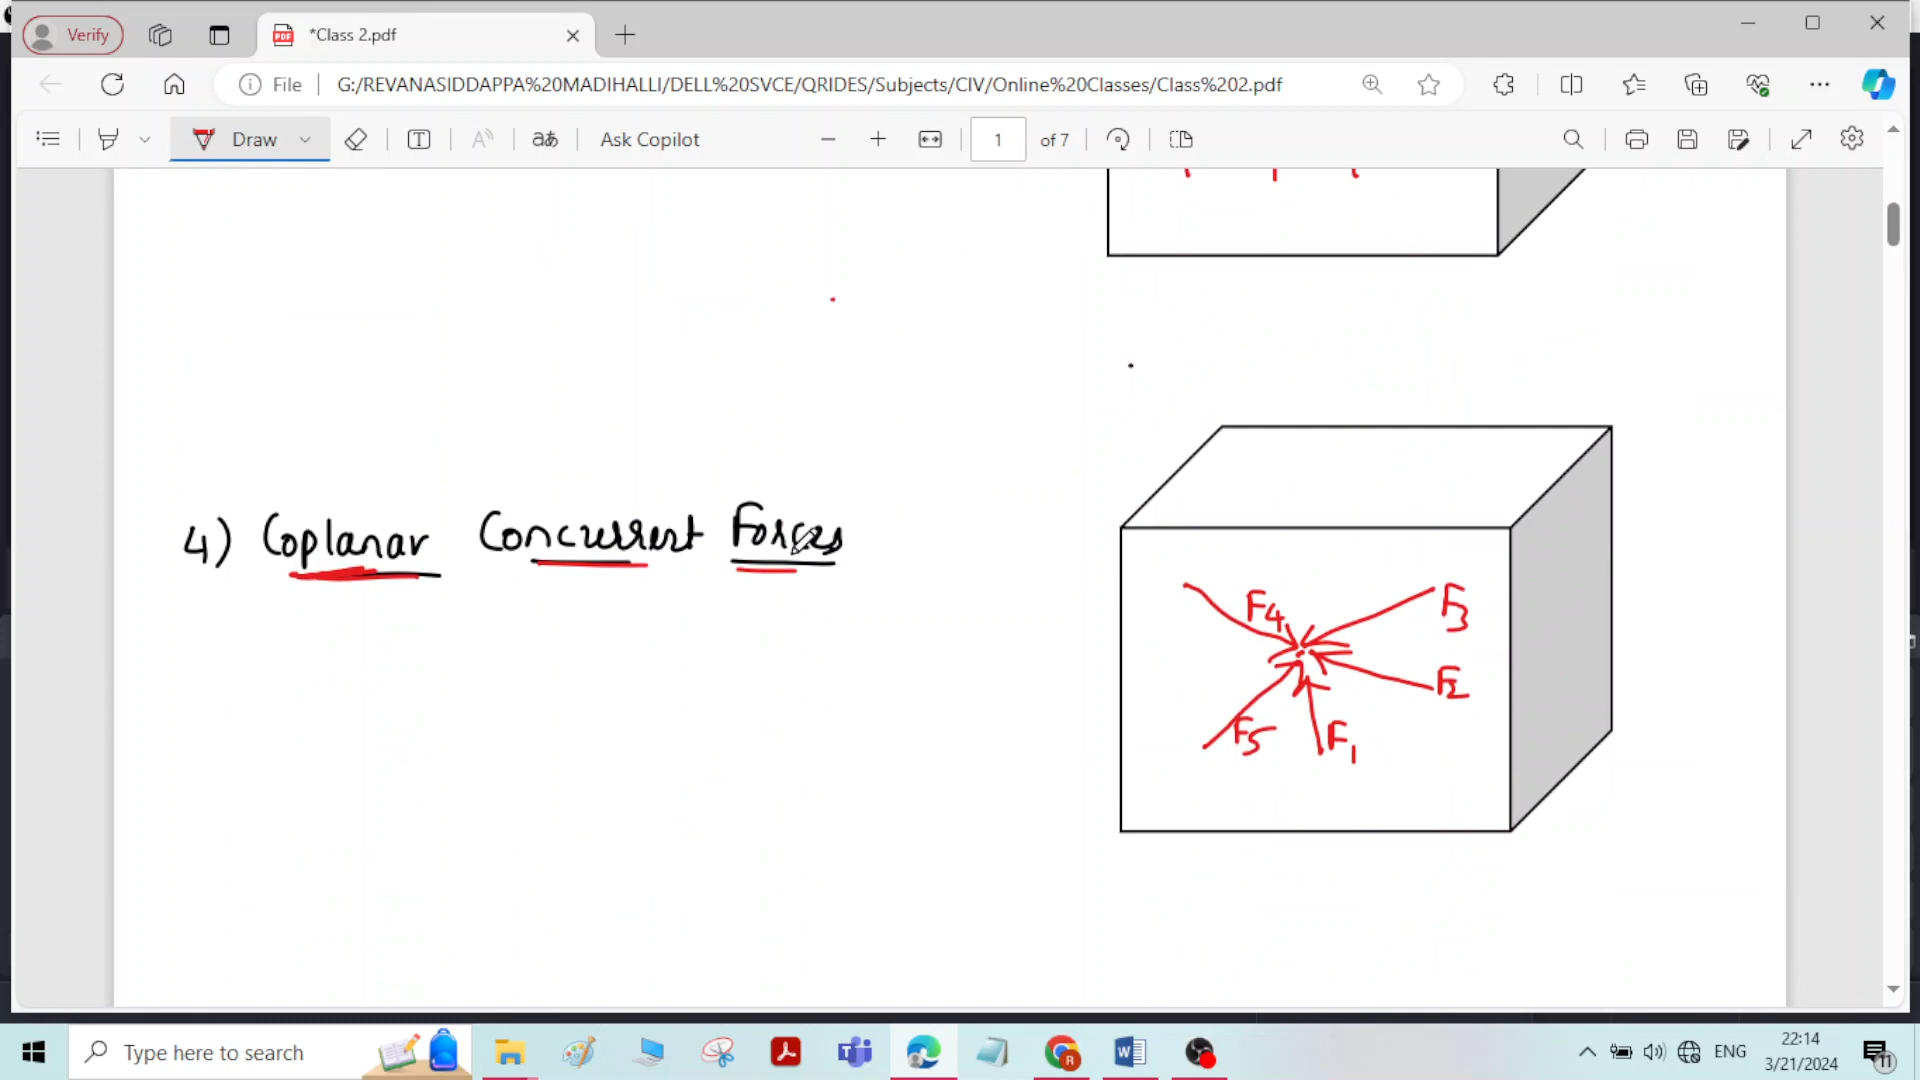 Verify
*Class 2.pdf
File
G:/REVANASIDDAPPA%20MADIHALLI/DELL%20SVCE/QRIDES/Subjects/CIV/Online%20Classes/Class%202.pdf
Draw
Ask Copilot
1 of 7
4) Coplanar Concurrent Forces
F4
F3
F2
F5
F1
Type here to search
ENG
22:14
3/21/2024
11